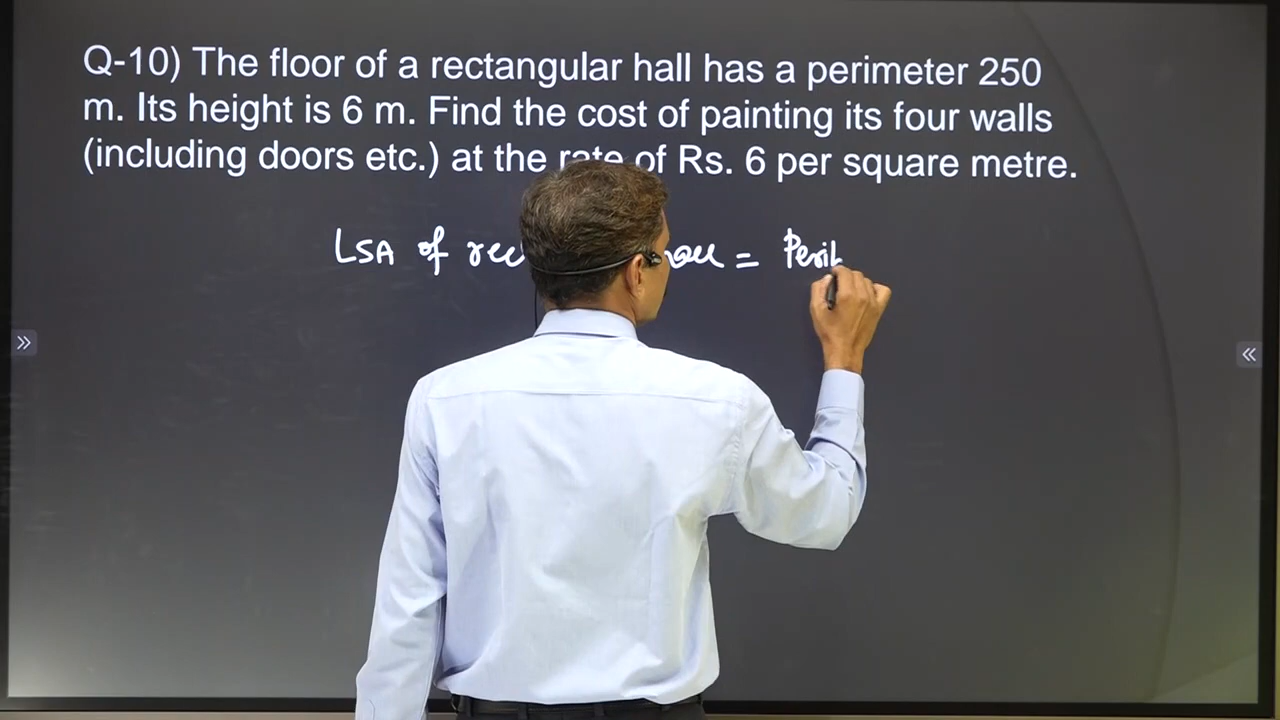 Q-10) The floor of a rectangular hall has a perimeter 250
m. Its height is 6 m. Find the cost of painting its four walls
(including doors etc.) at the rate of Rs. 6 per square metre.
LSA of = Peri